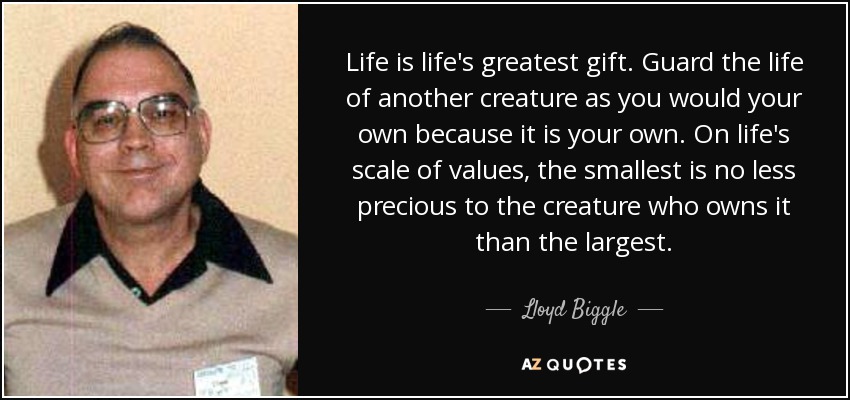 Life is life's greatest gift. Guard the life
of another creature as you would your
own because it is your own. On life's
scale of values, the smallest is no less
precious to the creature who owns it
than the largest.
Lloyd Biggle
AZ QUOTES